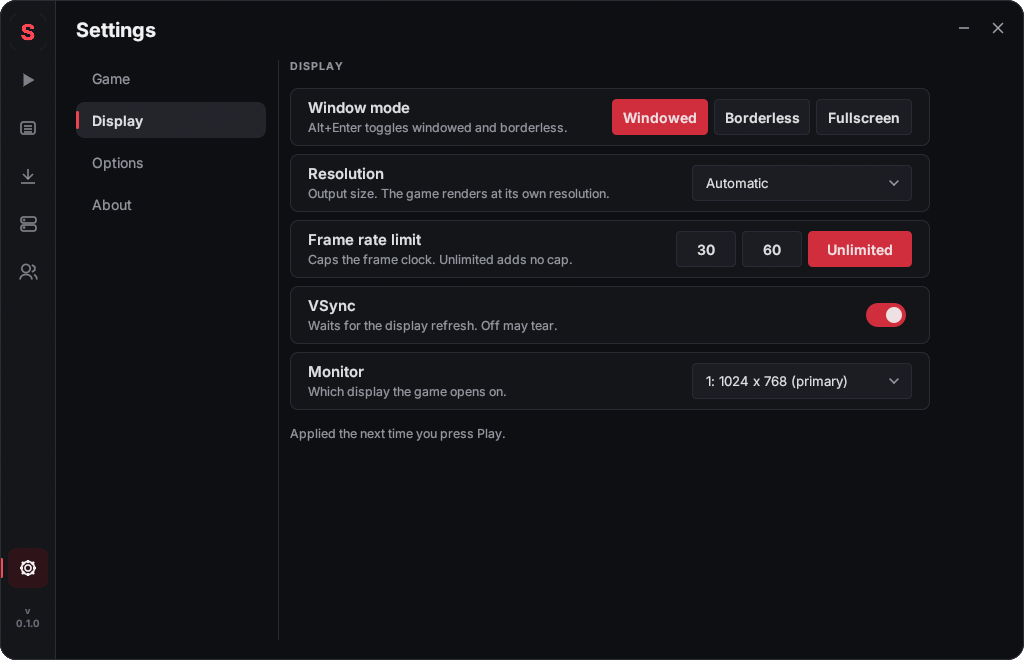 S
Settings
Game
Display
Options
About
DISPLAY
Window mode
Alt+Enter toggles windowed and borderless.
Windowed
Borderless
Fullscreen
Resolution
Output size. The game renders at its own resolution.
Automatic
Frame rate limit
Caps the frame clock. Unlimited adds no cap.
30
60
Unlimited
VSync
Waits for the display refresh. Off may tear.
Monitor
Which display the game opens on.
1: 1024 x 768 (primary)
Applied the next time you press Play.
v
0.1.0